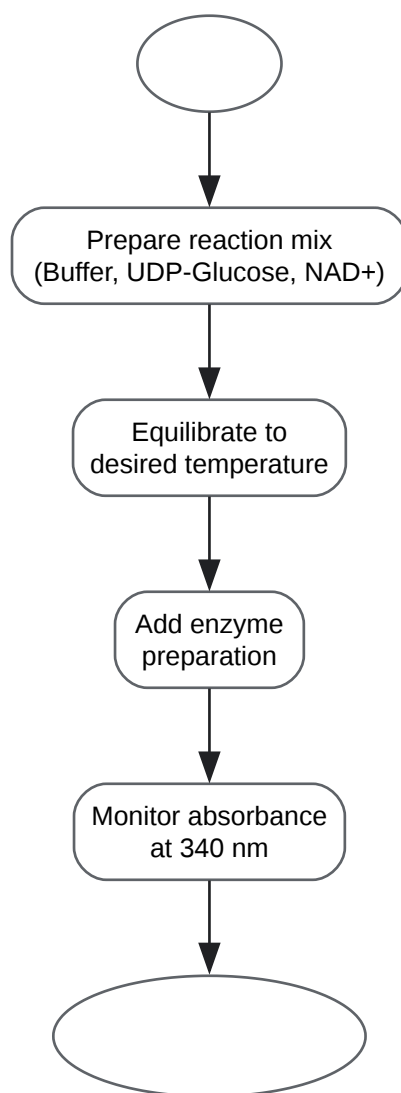 Prepare reaction mix
(Buffer, UDP-Glucose, NAD+)
Equilibrate to
desired temperature
Add enzyme
preparation
Monitor absorbance
at 340 nm